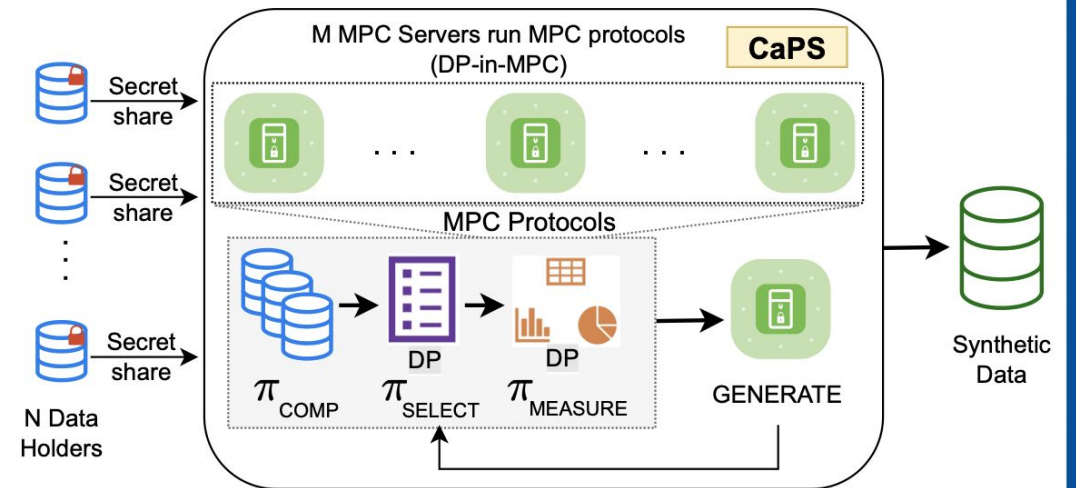 M MPC Servers run MPC protocols
(DP-in-MPC)
CaPS
Secret
share
Secret
share
Secret
share
N Data
Holders
. . .
. . .
MPC Protocols
DP
DP
π COMP
π SELECT
π MEASURE
GENERATE
Synthetic
Data